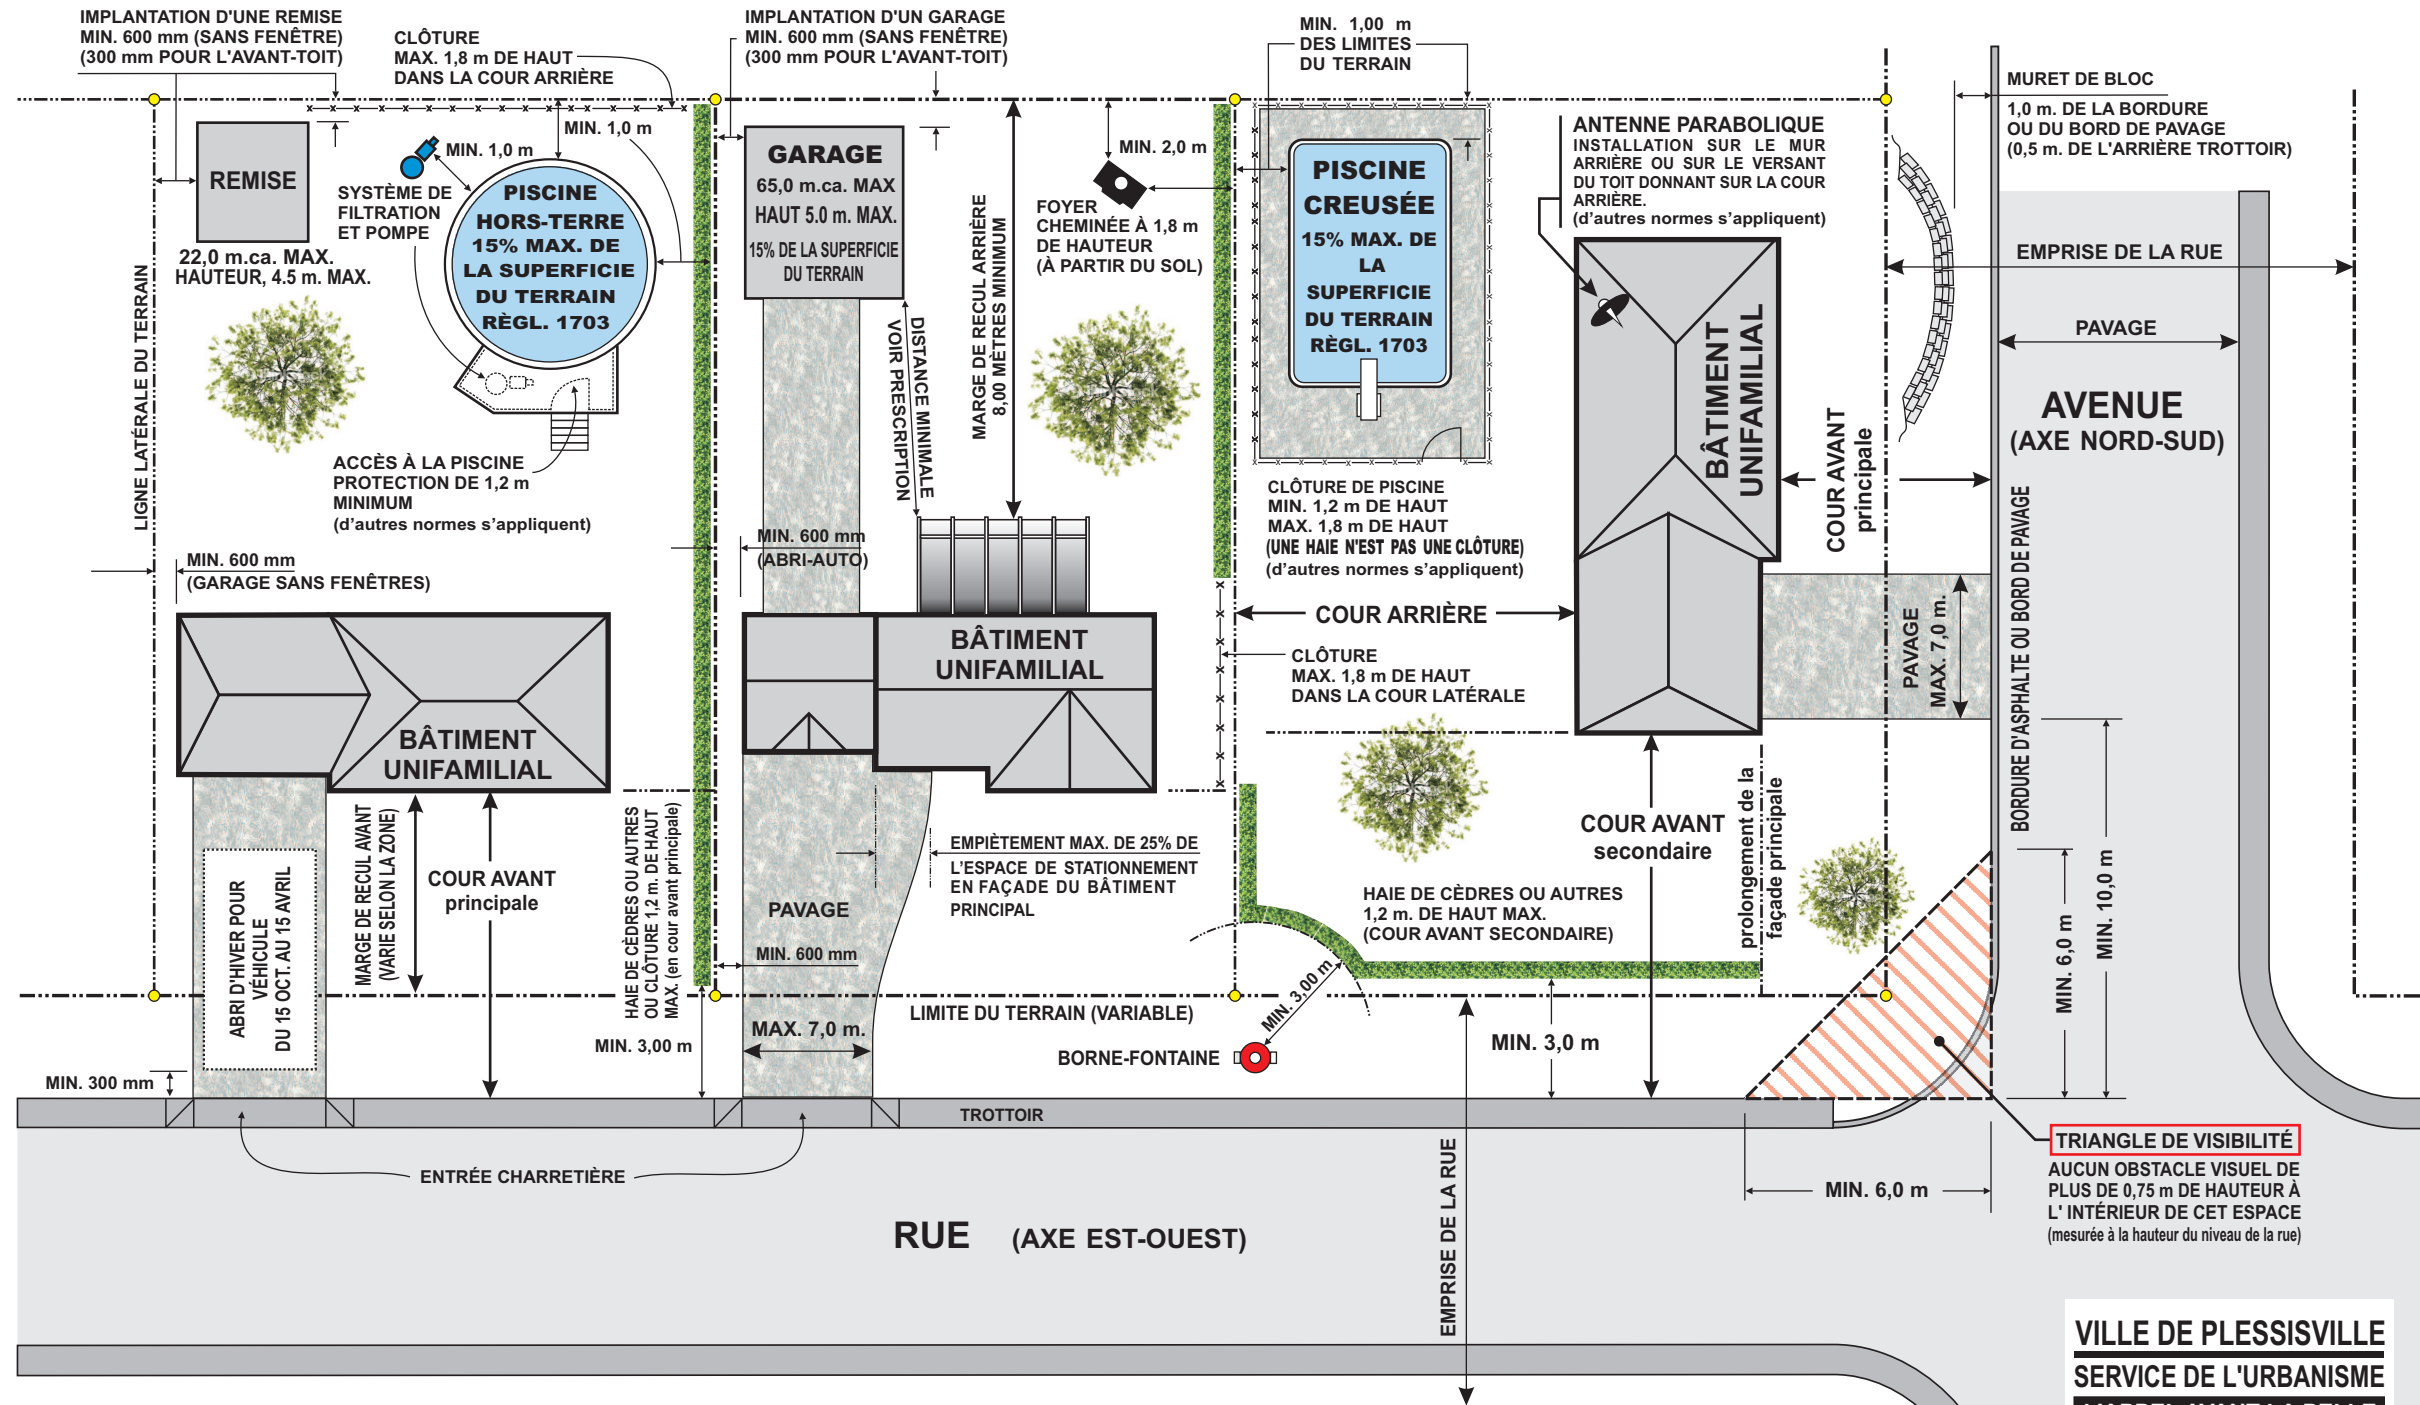 IMPLANTATION D'UNE REMISE
MIN. 600 mm (SANS FENÊTRE)
(300 mm POUR L'AVANT-TOIT)
CLÔTURE
MAX. 1,8 m DE HAUT
DANS LA COUR ARRIÈRE
IMPLANTATION D'UN GARAGE
MIN. 600 mm (SANS FENÊTRE)
(300 mm POUR L'AVANT-TOIT)
MIN. 1,00 m
DES LIMITES
DU TERRAIN
MURET DE BLOC
1,0 m. DE LA BORDURE
OU DU BORD DE PAVAGE
(0,5 m. DE L'ARRIÈRE TROTTOIR)
REMISE
22,0 m.ca. MAX.
HAUTEUR, 4.5 m. MAX.
LIGNE LATÉRALE DU TERRAIN
MIN. 1,0 m
MIN. 1,0 m
SYSTÈME DE
FILTRATION
ET POMPE
PISCINE
HORS-TERRE
15% MAX. DE
LA SUPERFICIE
DU TERRAIN
RÈGL. 1703
ACCÈS À LA PISCINE
PROTECTION DE 1,2 m
MINIMUM
(d'autres normes s'appliquent)
GARAGE
65,0 m.ca. MAX
HAUT 5.0 m. MAX.
15% DE LA SUPERFICIE
DU TERRAIN
DISTANCE MINIMALE
VOIR PRESCRIPTION
MARGE DE RECUL ARRIÈRE
8,00 MÈTRES MINIMUM
MIN. 2,0 m
FOYER
CHEMINÉE À 1,8 m
DE HAUTEUR
(À PARTIR DU SOL)
PISCINE
CREUSÉE
15% MAX. DE
LA
SUPERFICIE
DU TERRAIN
RÈGL. 1703
CLÔTURE DE PISCINE
MIN. 1,2 m DE HAUT
MAX. 1,8 m DE HAUT
(UNE HAIE N'EST PAS UNE CLÔTURE)
(d'autres normes s'appliquent)
ANTENNE PARABOLIQUE
INSTALLATION SUR LE MUR
ARRIÈRE OU SUR LE VERSANT
DU TOIT DONNANT SUR LA COUR
ARRIÈRE.
(d'autres normes s'appliquent)
BÂTIMENT
UNIFAMILIAL
COUR AVANT
principale
EMPRISE DE LA RUE
PAVAGE
AVENUE
(AXE NORD-SUD)
BORDURE D'ASPHALTE OU BORD DE PAVAGE
PAVAGE
MAX. 7,0 m.
MIN. 600 mm
(GARAGE SANS FENÊTRES)
MIN. 600 mm
(ABRI-AUTO)
COUR ARRIÈRE
CLÔTURE
MAX. 1,8 m DE HAUT
DANS LA COUR LATÉRALE
BÂTIMENT
UNIFAMILIAL
BÂTIMENT
UNIFAMILIAL
ABRI D'HIVER POUR
VÉHICULE
DU 15 OCT. AU 15 AVRIL
MARGE DE RECUL AVANT
(VARIE SELON LA ZONE)
COUR AVANT
principale
HAIE DE CÈDRES OU AUTRES
OU CLÔTURE 1,2 m. DE HAUT
MAX. (en cour avant principale)
PAVAGE
MIN. 600 mm
EMPIÈTEMENT MAX. DE 25% DE
L'ESPACE DE STATIONNEMENT
EN FAÇADE DU BÂTIMENT
PRINCIPAL
COUR AVANT
secondaire
HAIE DE CÈDRES OU AUTRES
1,2 m. DE HAUT MAX.
(COUR AVANT SECONDAIRE)
prolongement de la
façade principale
MIN. 6,0 m
MIN. 10,0 m
MIN. 300 mm
MIN. 3,00 m
MAX. 7,0 m.
LIMITE DU TERRAIN (VARIABLE)
BORNE-FONTAINE
MIN. 3,00 m
MIN. 3,0 m
TROTTOIR
ENTRÉE CHARRETIÈRE
RUE (AXE EST-OUEST)
EMPRISE DE LA RUE
MIN. 6,0 m
TRIANGLE DE VISIBILITÉ
AUCUN OBSTACLE VISUEL DE
PLUS DE 0,75 m DE HAUTEUR À
L' INTÉRIEUR DE CET ESPACE
(mesurée à la hauteur du niveau de la rue)
VILLE DE PLESSISVILLE
SERVICE DE L'URBANISME